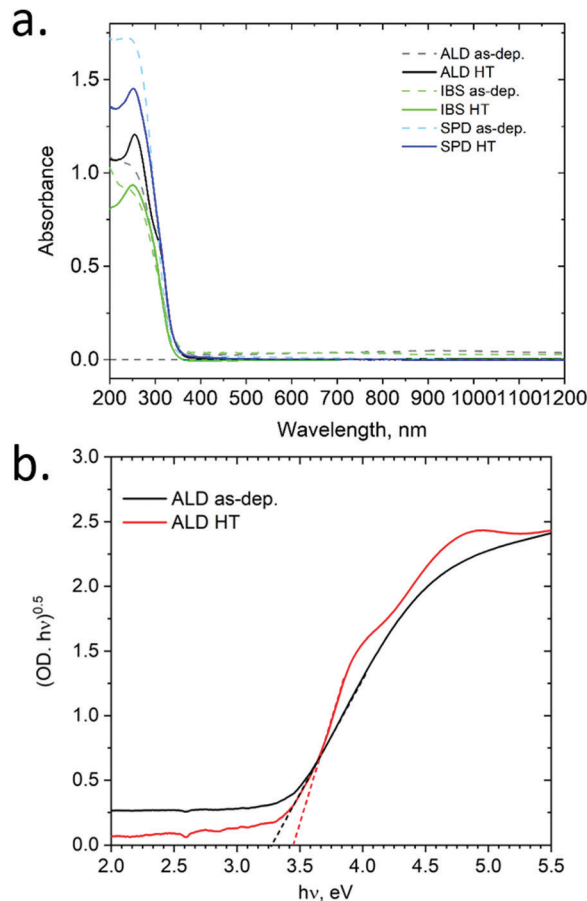 a.
ALD as-dep.
ALD HT
IBS as-dep.
IBS HT
SPD as-dep.
SPD HT
1.5
1.0
0.5
0.0
Absorbance
200 300 400 500 600 700 800 900 1000 1100 1200
Wavelength, nm
b.
ALD as-dep.
ALD HT
3.0
2.5
2.0
1.5
1.0
0.5
0.0
(OD. hν)^0.5
2.0 2.5 3.0 3.5 4.0 4.5 5.0 5.5
hν, eV